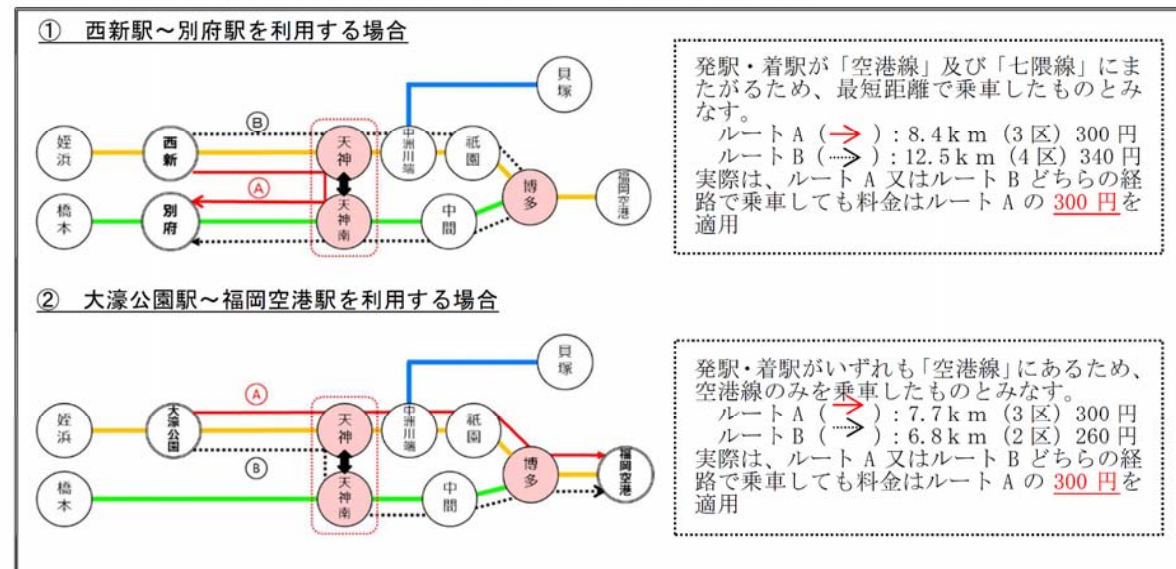 ① 西新駅～別府駅を利用する場合
貝塚
Ⓑ
姪浜
西新
天神
中洲川端
祇園
Ⓐ
博多
福岡空港
橋本
別府
天神南
中間
発駅・着駅が「空港線」及び「七隈線」にま
たがるため、最短距離で乗車したものとみ
なす。
ルートA（→）：8.4km（3区）300円
ルートB（┈>）：12.5km（4区）340円
実際は、ルートA又はルートBどちらの経
路で乗車しても料金はルートAの 300円を
適用
② 大濠公園駅～福岡空港駅を利用する場合
貝塚
Ⓐ
姪浜
大濠公園
天神
中洲川端
祇園
Ⓑ
博多
福岡空港
橋本
天神南
中間
発駅・着駅がいずれも「空港線」にあるため、
空港線のみを乗車したものとみなす。
ルートA（→）：7.7km（3区）300円
ルートB（┈>）：6.8km（2区）260円
実際は、ルートA又はルートBどちらの経
路で乗車しても料金はルートAの 300円を
適用